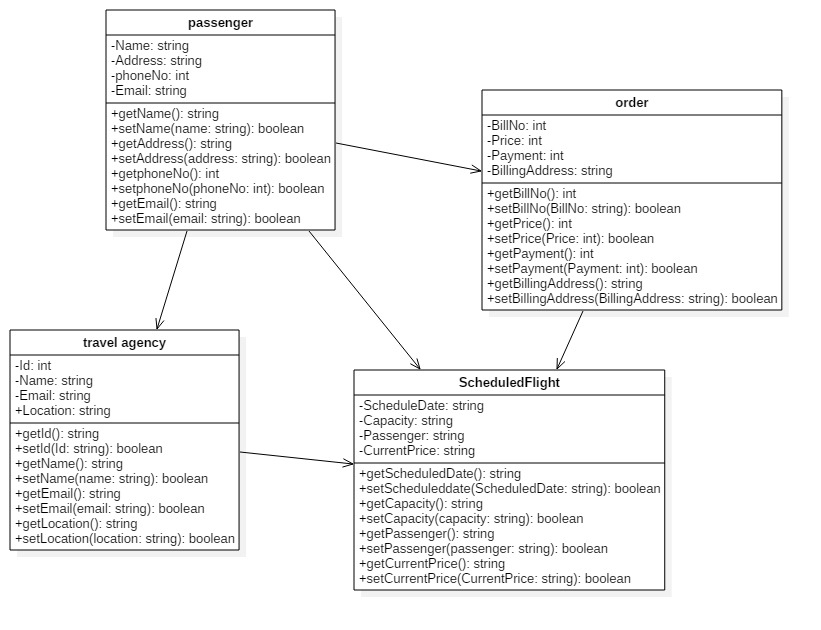 passenger
-Name: string
-Address: string
-phoneNo: int
-Email: string
+getName(): string
+setName(name: string): boolean
+getAddress(): string
+setAddress(address: string): boolean
+getphoneNo(): int
+setphoneNo(phoneNo: int): boolean
+getEmail(): string
+setEmail(email: string): boolean
order
-BillNo: int
-Price: int
-Payment: int
-BillingAddress: string
+getBillNo(): int
+setBillNo(BillNo: string): boolean
+getPrice(): int
+setPrice(Price: int): boolean
+getPayment(): int
+setPayment(Payment: int): boolean
+getBillingAddress(): string
+setBillingAddress(BillingAddress: string): boolean
travel agency
-Id: int
-Name: string
-Email: string
+Location: string
+getId(): string
+setId(Id: string): boolean
+getName(): string
+setName(name: string): boolean
+getEmail(): string
+setEmail(email: string): boolean
+getLocation(): string
+setLocation(location: string): boolean
ScheduledFlight
-ScheduleDate: string
-Capacity: string
-Passenger: string
-CurrentPrice: string
+getScheduledDate(): string
+setScheduleddate(ScheduledDate: string): boolean
+getCapacity(): string
+setCapacity(capacity: string): boolean
+getPassenger(): string
+setPassenger(passenger: string): boolean
+getCurrentPrice(): string
+setCurrentPrice(CurrentPrice: string): boolean